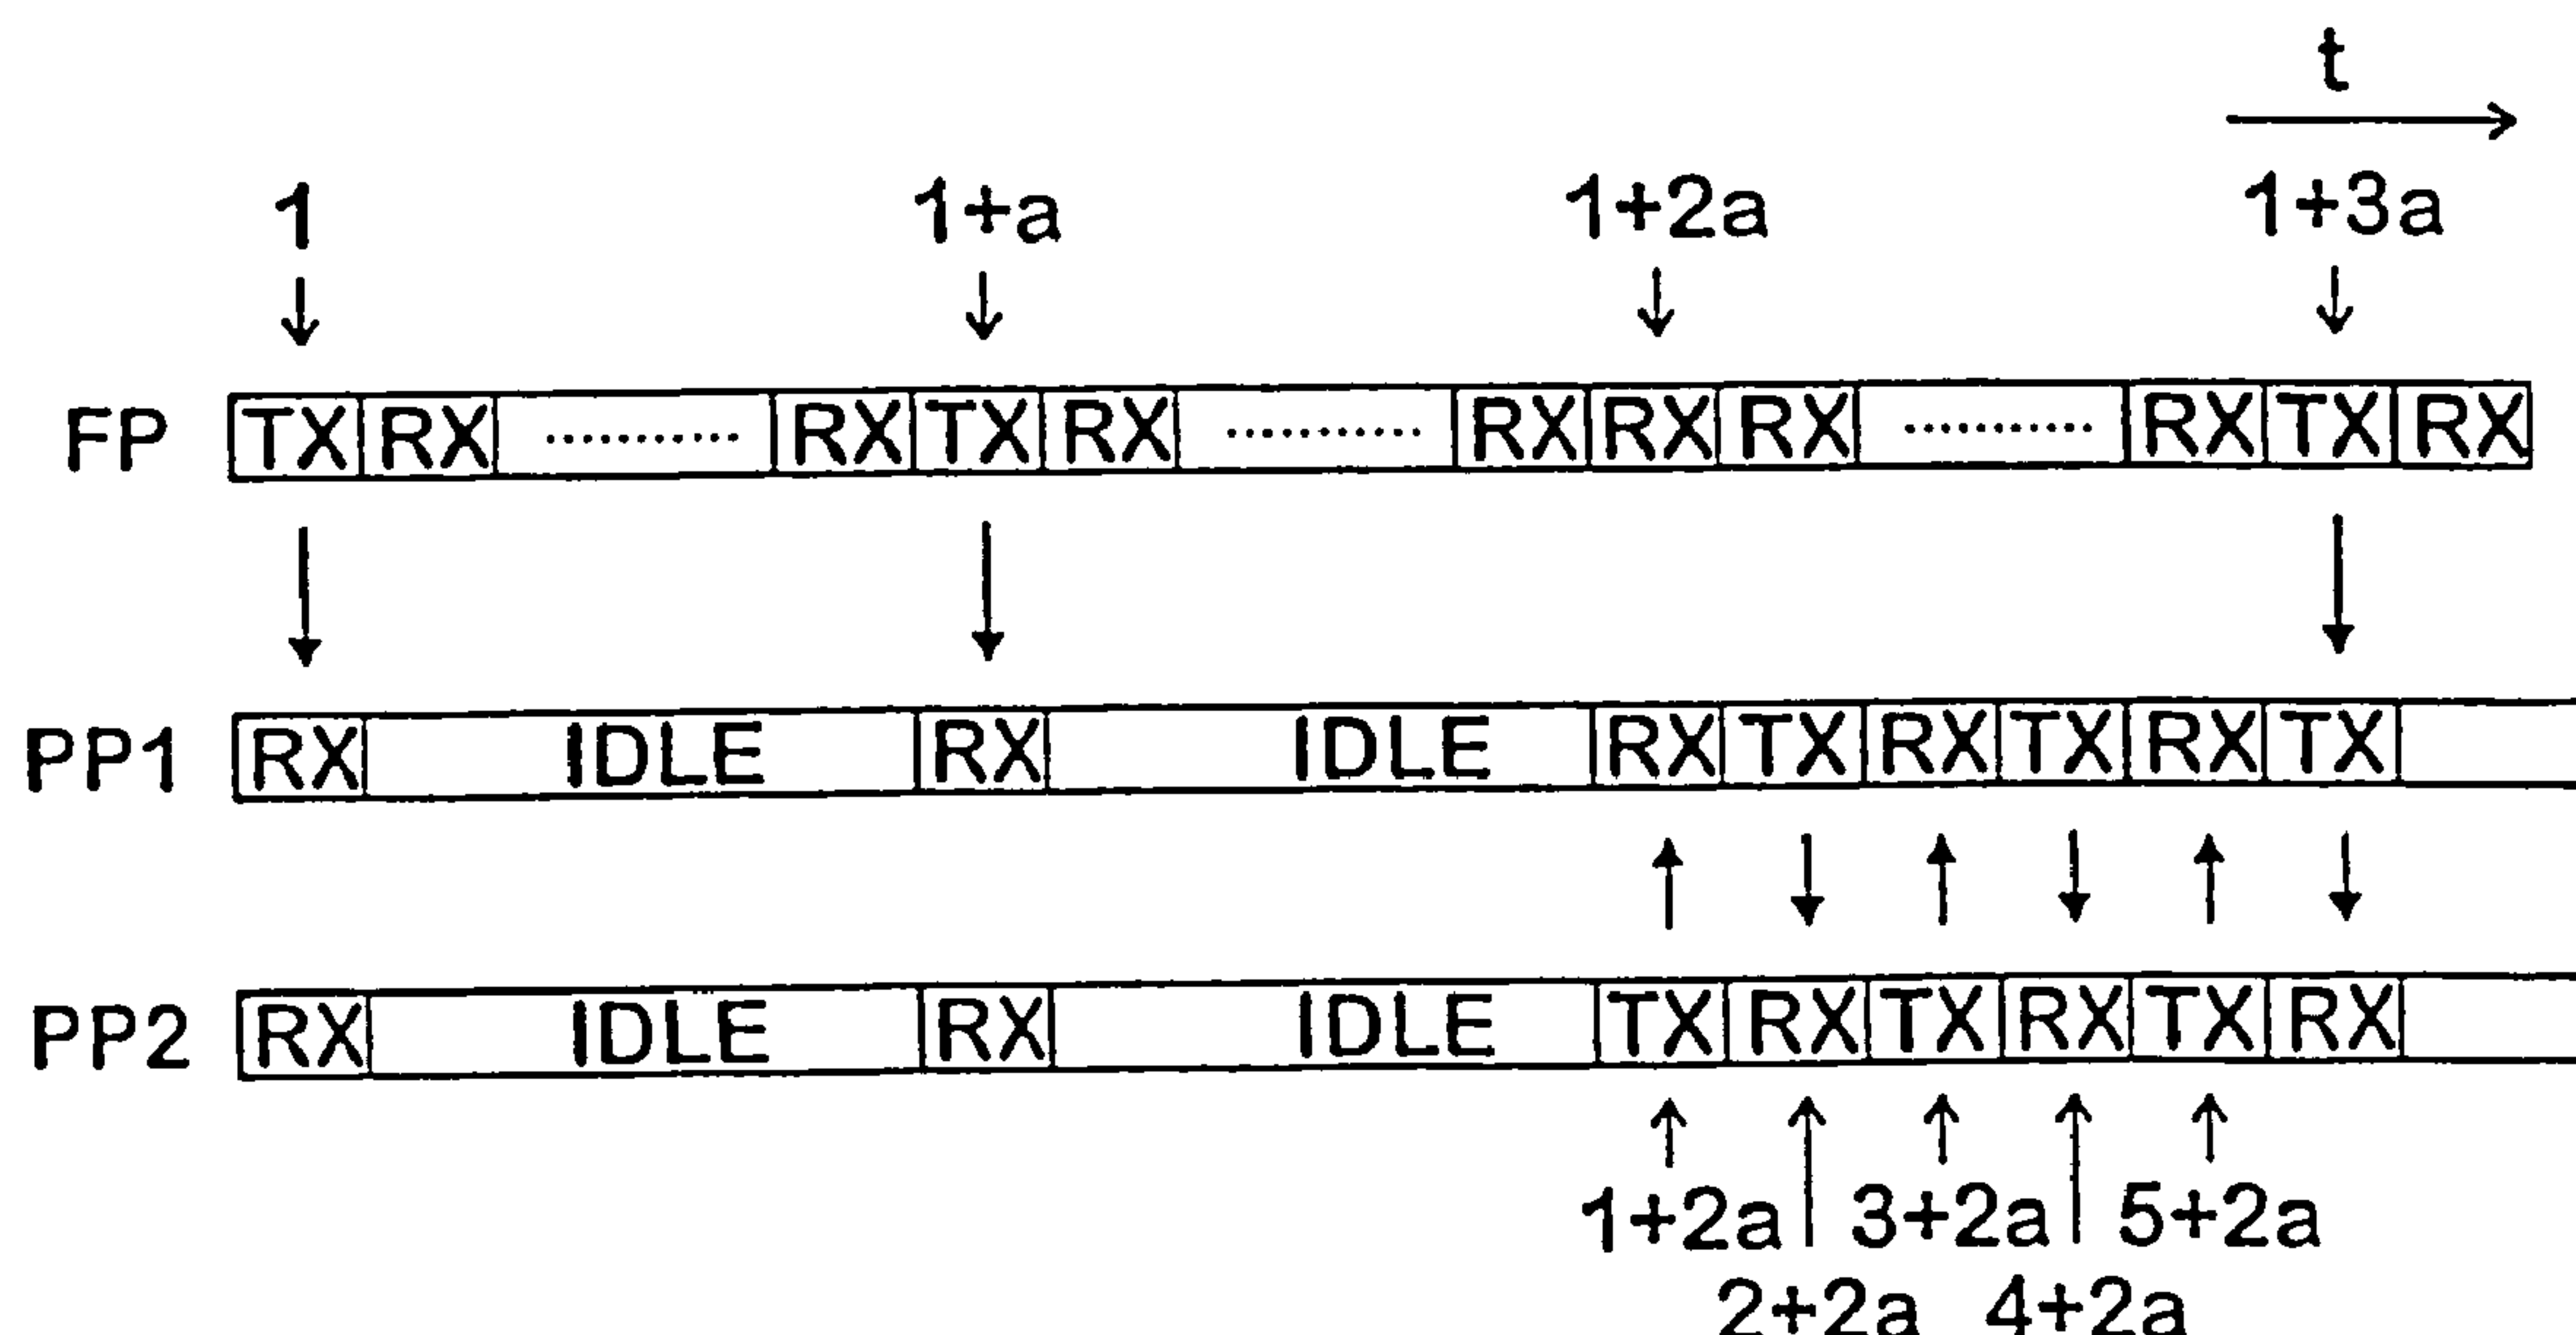 t
1 1+a 1+2a 1+3a
FP TX RX ............ RX TX RX ............ RX RX RX ............ RX TX RX
PP1 RX IDLE RX IDLE RX TX RX TX RX TX
PP2 RX IDLE RX IDLE TX RX TX RX TX RX
1+2a 3+2a 5+2a
2+2a 4+2a